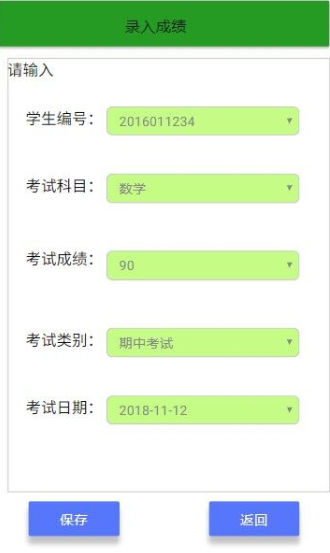 录入成绩
请输入
学生编号： 2016011234
考试科目： 数学
考试成绩： 90
考试类别： 期中考试
考试日期： 2018-11-12
保存 返回